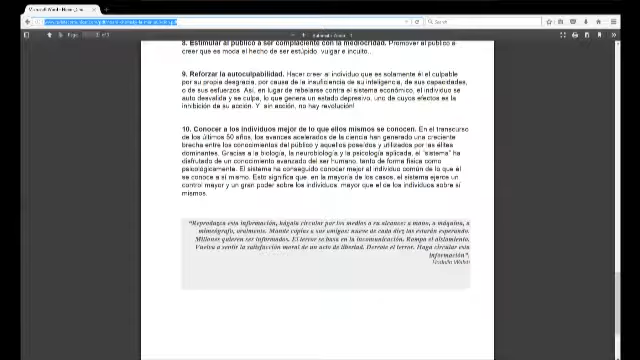 8. Estimular al público a ser complaciente con la mediocridad. Promover al público a
creer que es moda el hecho de ser estúpido, vulgar e inculto...
9. Reforzar la autoculpabilidad. Hacer creer al individuo que es solamente él el culpable
por su propia desgracia, por causa de la insuficiencia de su inteligencia, de sus capacidades,
o de sus esfuerzos. Así, en lugar de rebelarse contra el sistema económico, el individuo se
auto desvalida y se culpa, lo que genera un estado depresivo, uno de cuyos efectos es la
inhibición de su acción. Y sin acción, no hay revolución!
10. Conocer a los individuos mejor de lo que ellos mismos se conocen. En el transcurso
de los últimos 50 años, los avances acelerados de la ciencia han generado una creciente
brecha entre los conocimientos del público y aquellos poseídos y utilizados por las élites
dominantes. Gracias a la biología, la neurobiología y la psicología aplicada, el "sistema" ha
disfrutado de un conocimiento avanzado del ser humano, tanto de forma física como
psicológicamente. El sistema ha conseguido conocer mejor al individuo común de lo que él
se conoce a sí mismo. Esto significa que, en la mayoría de los casos, el sistema ejerce un
control mayor y un gran poder sobre los individuos, mayor que el de los individuos sobre sí
mismos.
"Reproduzca esta información, hágala circular por los medios a su alcance: a mano, a máquina, a
mimeógrafo, oralmente. Mande copias a sus amigos: nueve de cada diez las estarán esperando.
Millones quieren ser informados. El terror se basa en la incomunicación. Rompa el aislamiento.
Vuelva a sentir la satisfacción moral de un acto de libertad. Derrote el terror. Haga circular esta
información".
Rodolfo Walsh